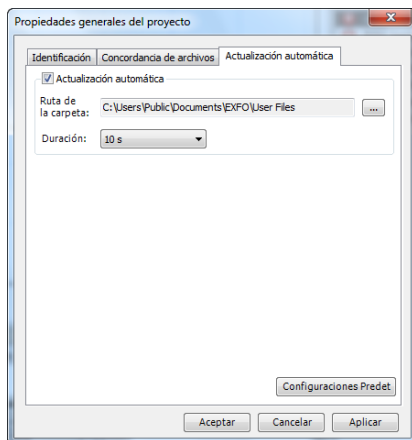 Propiedades generales del proyecto
Identificación Concordancia de archivos Actualización automática
Actualización automática
Ruta de
la carpeta: C:\Users\Public\Documents\EXFO\User Files ...
Duración: 10 s
Configuraciones Predet
Aceptar Cancelar Aplicar